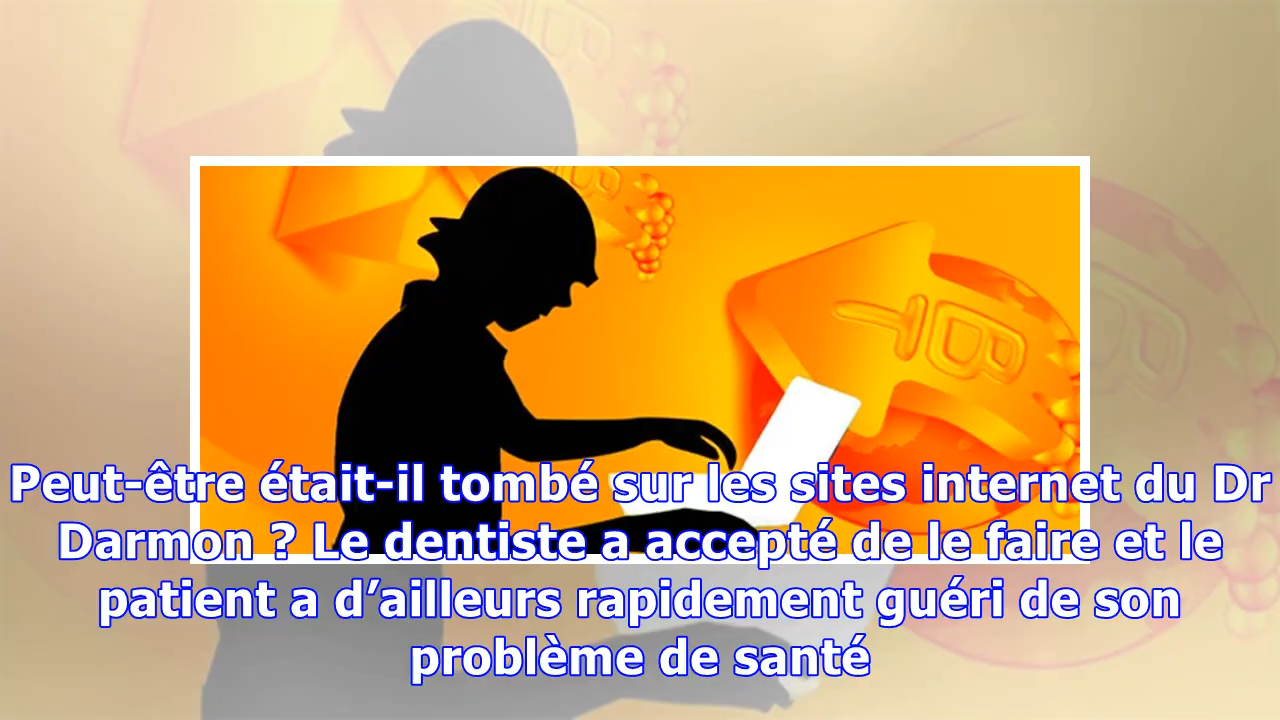 Peut-être était-il tombé sur les sites internet du Dr
Darmon ? Le dentiste a accepté de le faire et le
patient a d’ailleurs rapidement guéri de son
problème de santé